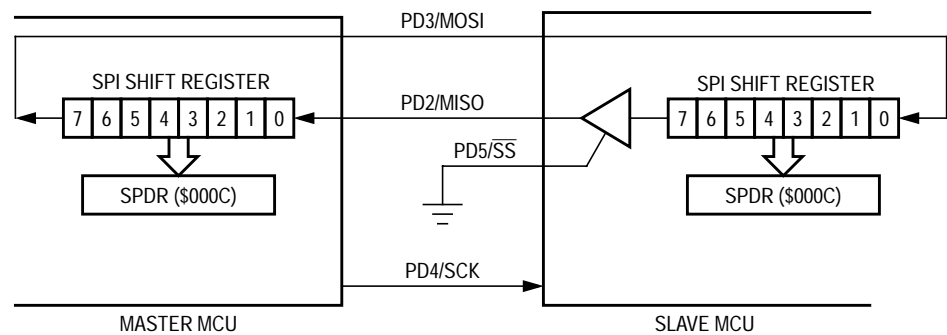 PD3/MOSI
SPI SHIFT REGISTER
SPI SHIFT REGISTER
7 6 5 4 3 2 1 0
PD2/MISO
7 6 5 4 3 2 1 0
PD5/S̅S̅
SPDR ($000C)
SPDR ($000C)
PD4/SCK
MASTER MCU
SLAVE MCU